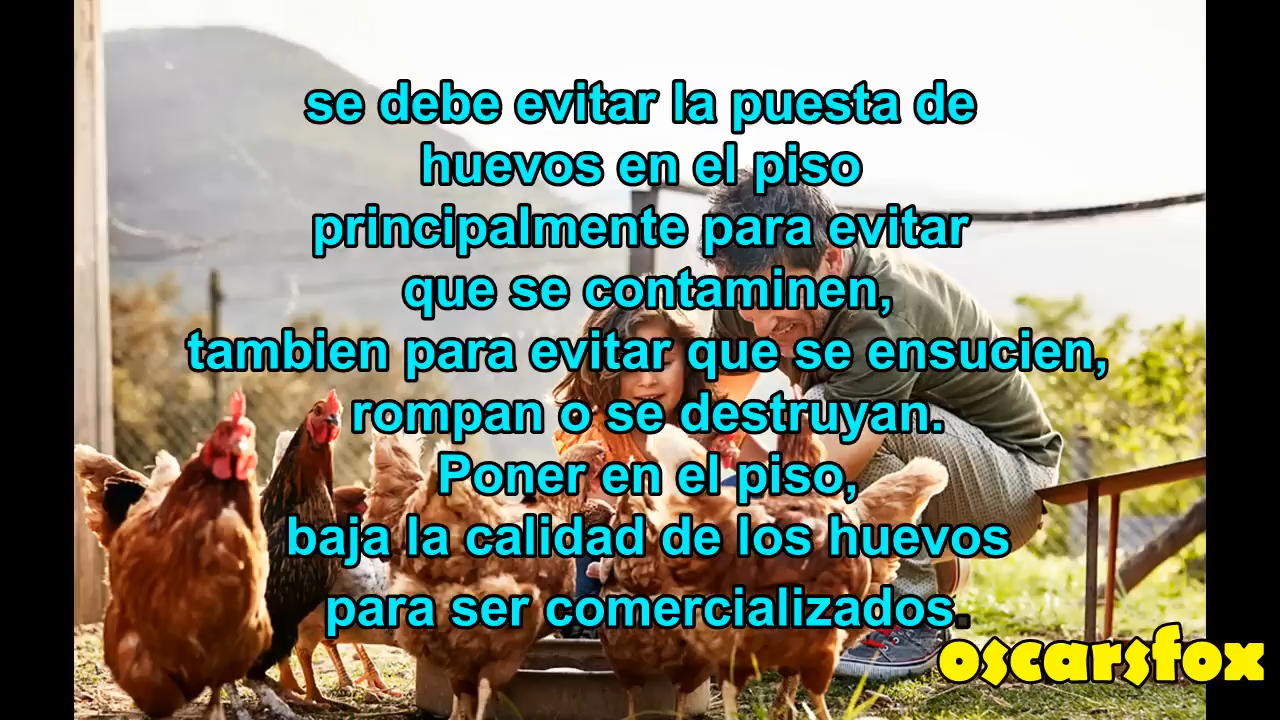 se debe evitar la puesta de
huevos en el piso
principalmente para evitar
que se contaminen,
tambien para evitar que se ensucien,
rompan o se destruyan.
Poner en el piso,
baja la calidad de los huevos
para ser comercializados.
oscarsfox